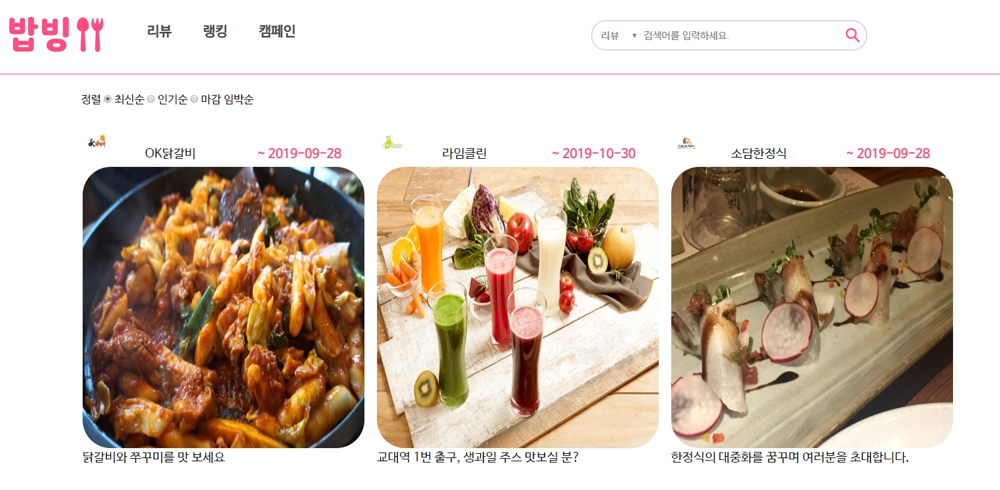 밥빙
리뷰 랭킹 캠페인
리뷰 ▼ 검색어를 입력하세요.
정렬 최신순 인기순 마감 임박순
OK닭갈비 ~ 2019-09-28
라임클린 ~ 2019-10-30
소담한정식 ~ 2019-09-28
닭갈비와 쭈꾸미를 맛 보세요
교대역 1번 출구, 생과일 주스 맛보실 분?
한정식의 대중화를 꿈꾸며 여러분을 초대합니다.